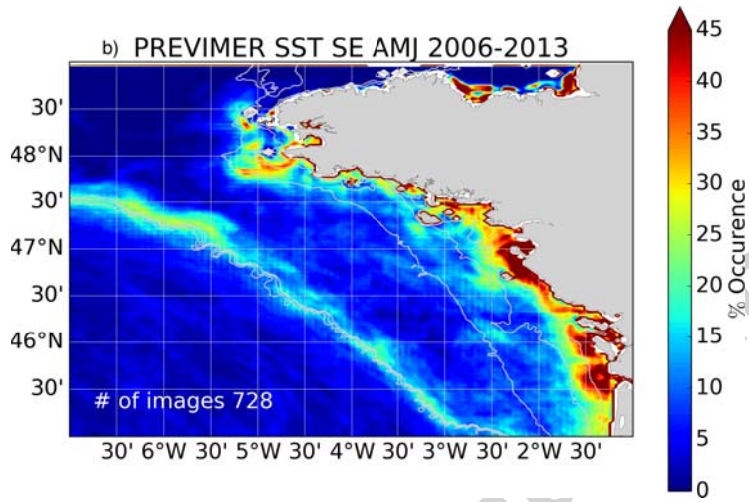 b) PREVIMER SST SE AMJ 2006-2013
45
40
35
30
25
20
15
10
5
0
% Occurence
30'
48°N
30'
47°N
30'
46°N
30'
# of images 728
30' 6°W 30' 5°W 30' 4°W 30' 3°W 30' 2°W 30'